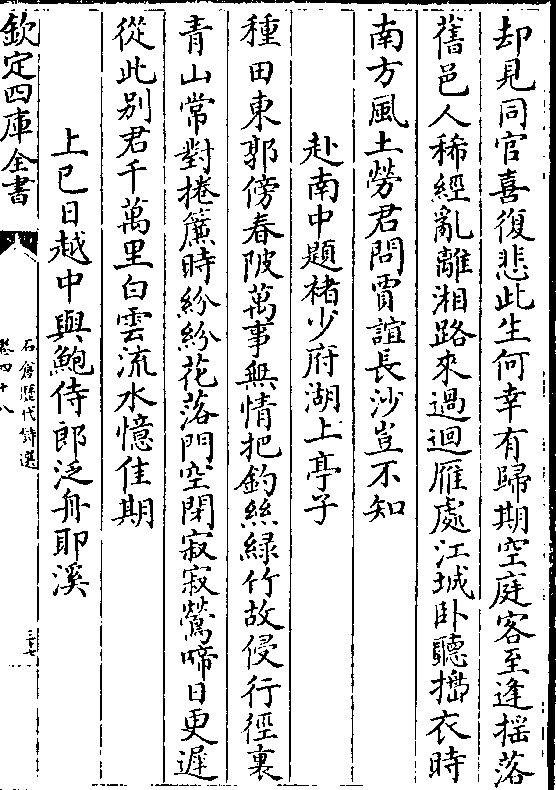 却見同官喜復悲此生何幸有歸期空庭客至逢揺落
舊邑人稀經亂離湘路來過迴雁處江城卧聽擣衣時
南方風土勞君問賈誼長沙豈不知
赴南中題褚少府湖上亭子
種田東郭傍春陂萬事無情把釣絲緑竹故侵行徑裏
青山常對捲簾時紛紛花落門空閉寂寂鶯啼日更遲
從此别君千萬里白雲流水憶佳期
上巳日越中與鮑侍郎泛舟耶溪
欽定四庫全書
石倉歴代詩選
卷四十八
三十七